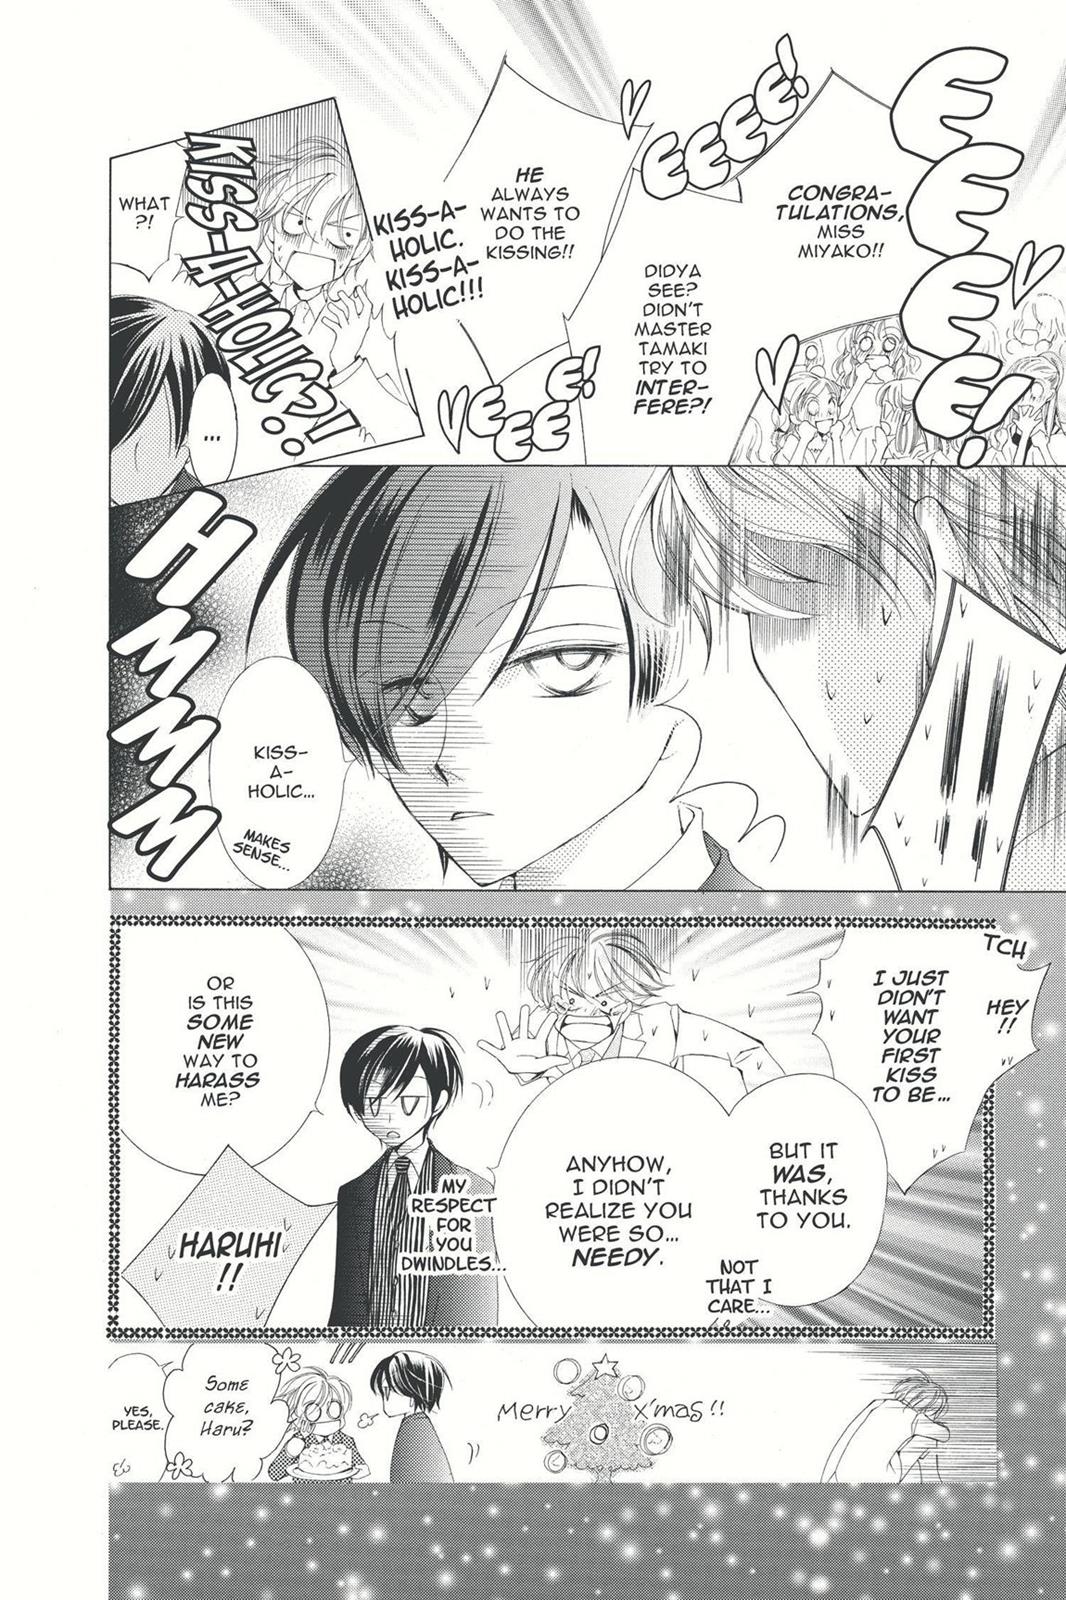 EEEEE!
CONGRA-
TULATIONS,
MISS
MIYAKO!!
EEEEE!
DIDYA
SEE?
DIDN'T
MASTER
TAMAKI
TRY TO
INTER-
FERE?!
HE
ALWAYS
WANTS TO
DO THE
KISSING!!
EEEEE!
KISS-A-
HOLIC.
KISS-A-
HOLIC!!!
KISS-A-HOLIC?!
WHAT
?!
...
KISS-
A-
HOLIC...
MAKES
SENSE...
HMMM
TCH
HEY
!!
I JUST
DIDN'T
WANT
YOUR
FIRST
KISS
TO BE...
BUT IT
WAS,
THANKS
TO YOU.
NOT
THAT I
CARE...
ANYHOW,
I DIDN'T
REALIZE YOU
WERE SO...
NEEDY.
MY
RESPECT
FOR
YOU
DWINDLES...
OR
IS THIS
SOME
NEW
WAY TO
HARASS
ME?
HARUHI
!!
Merry X'mas!!
Some
cake,
Haru?
YES,
PLEASE.